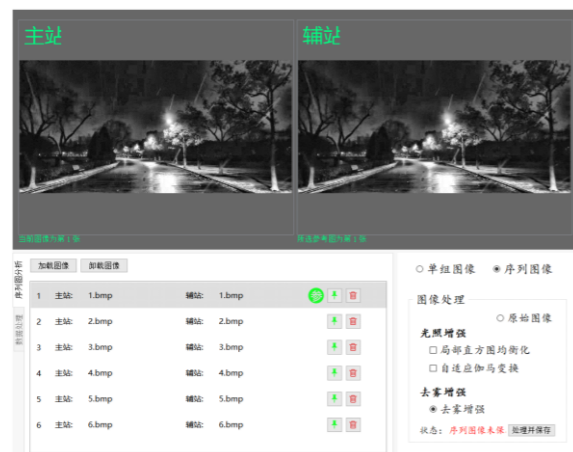 主站 辅站
当前图像为第 1 张 所选参考图为第 1 张
序列图分析
数据处理
加载图像 卸载图像
1 主站: 1.bmp 辅站: 1.bmp 参
2 主站: 2.bmp 辅站: 2.bmp
3 主站: 3.bmp 辅站: 3.bmp
4 主站: 4.bmp 辅站: 4.bmp
5 主站: 5.bmp 辅站: 5.bmp
6 主站: 6.bmp 辅站: 6.bmp
单组图像 序列图像
图像处理
原始图像
光照增强
局部直方图均衡化
自适应伽马变换
去雾增强
去雾增强
状态: 序列图像未保 处理并保存